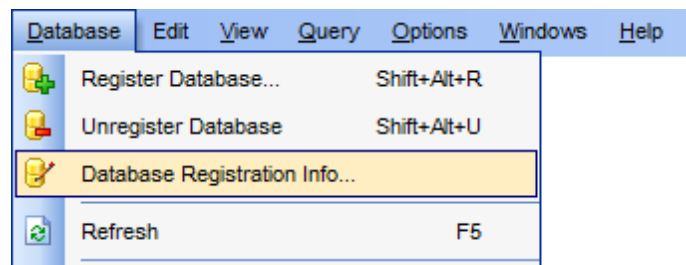 Database Edit View Query Options Windows Help
Register Database... Shift+Alt+R
Unregister Database Shift+Alt+U
Database Registration Info...
Refresh F5